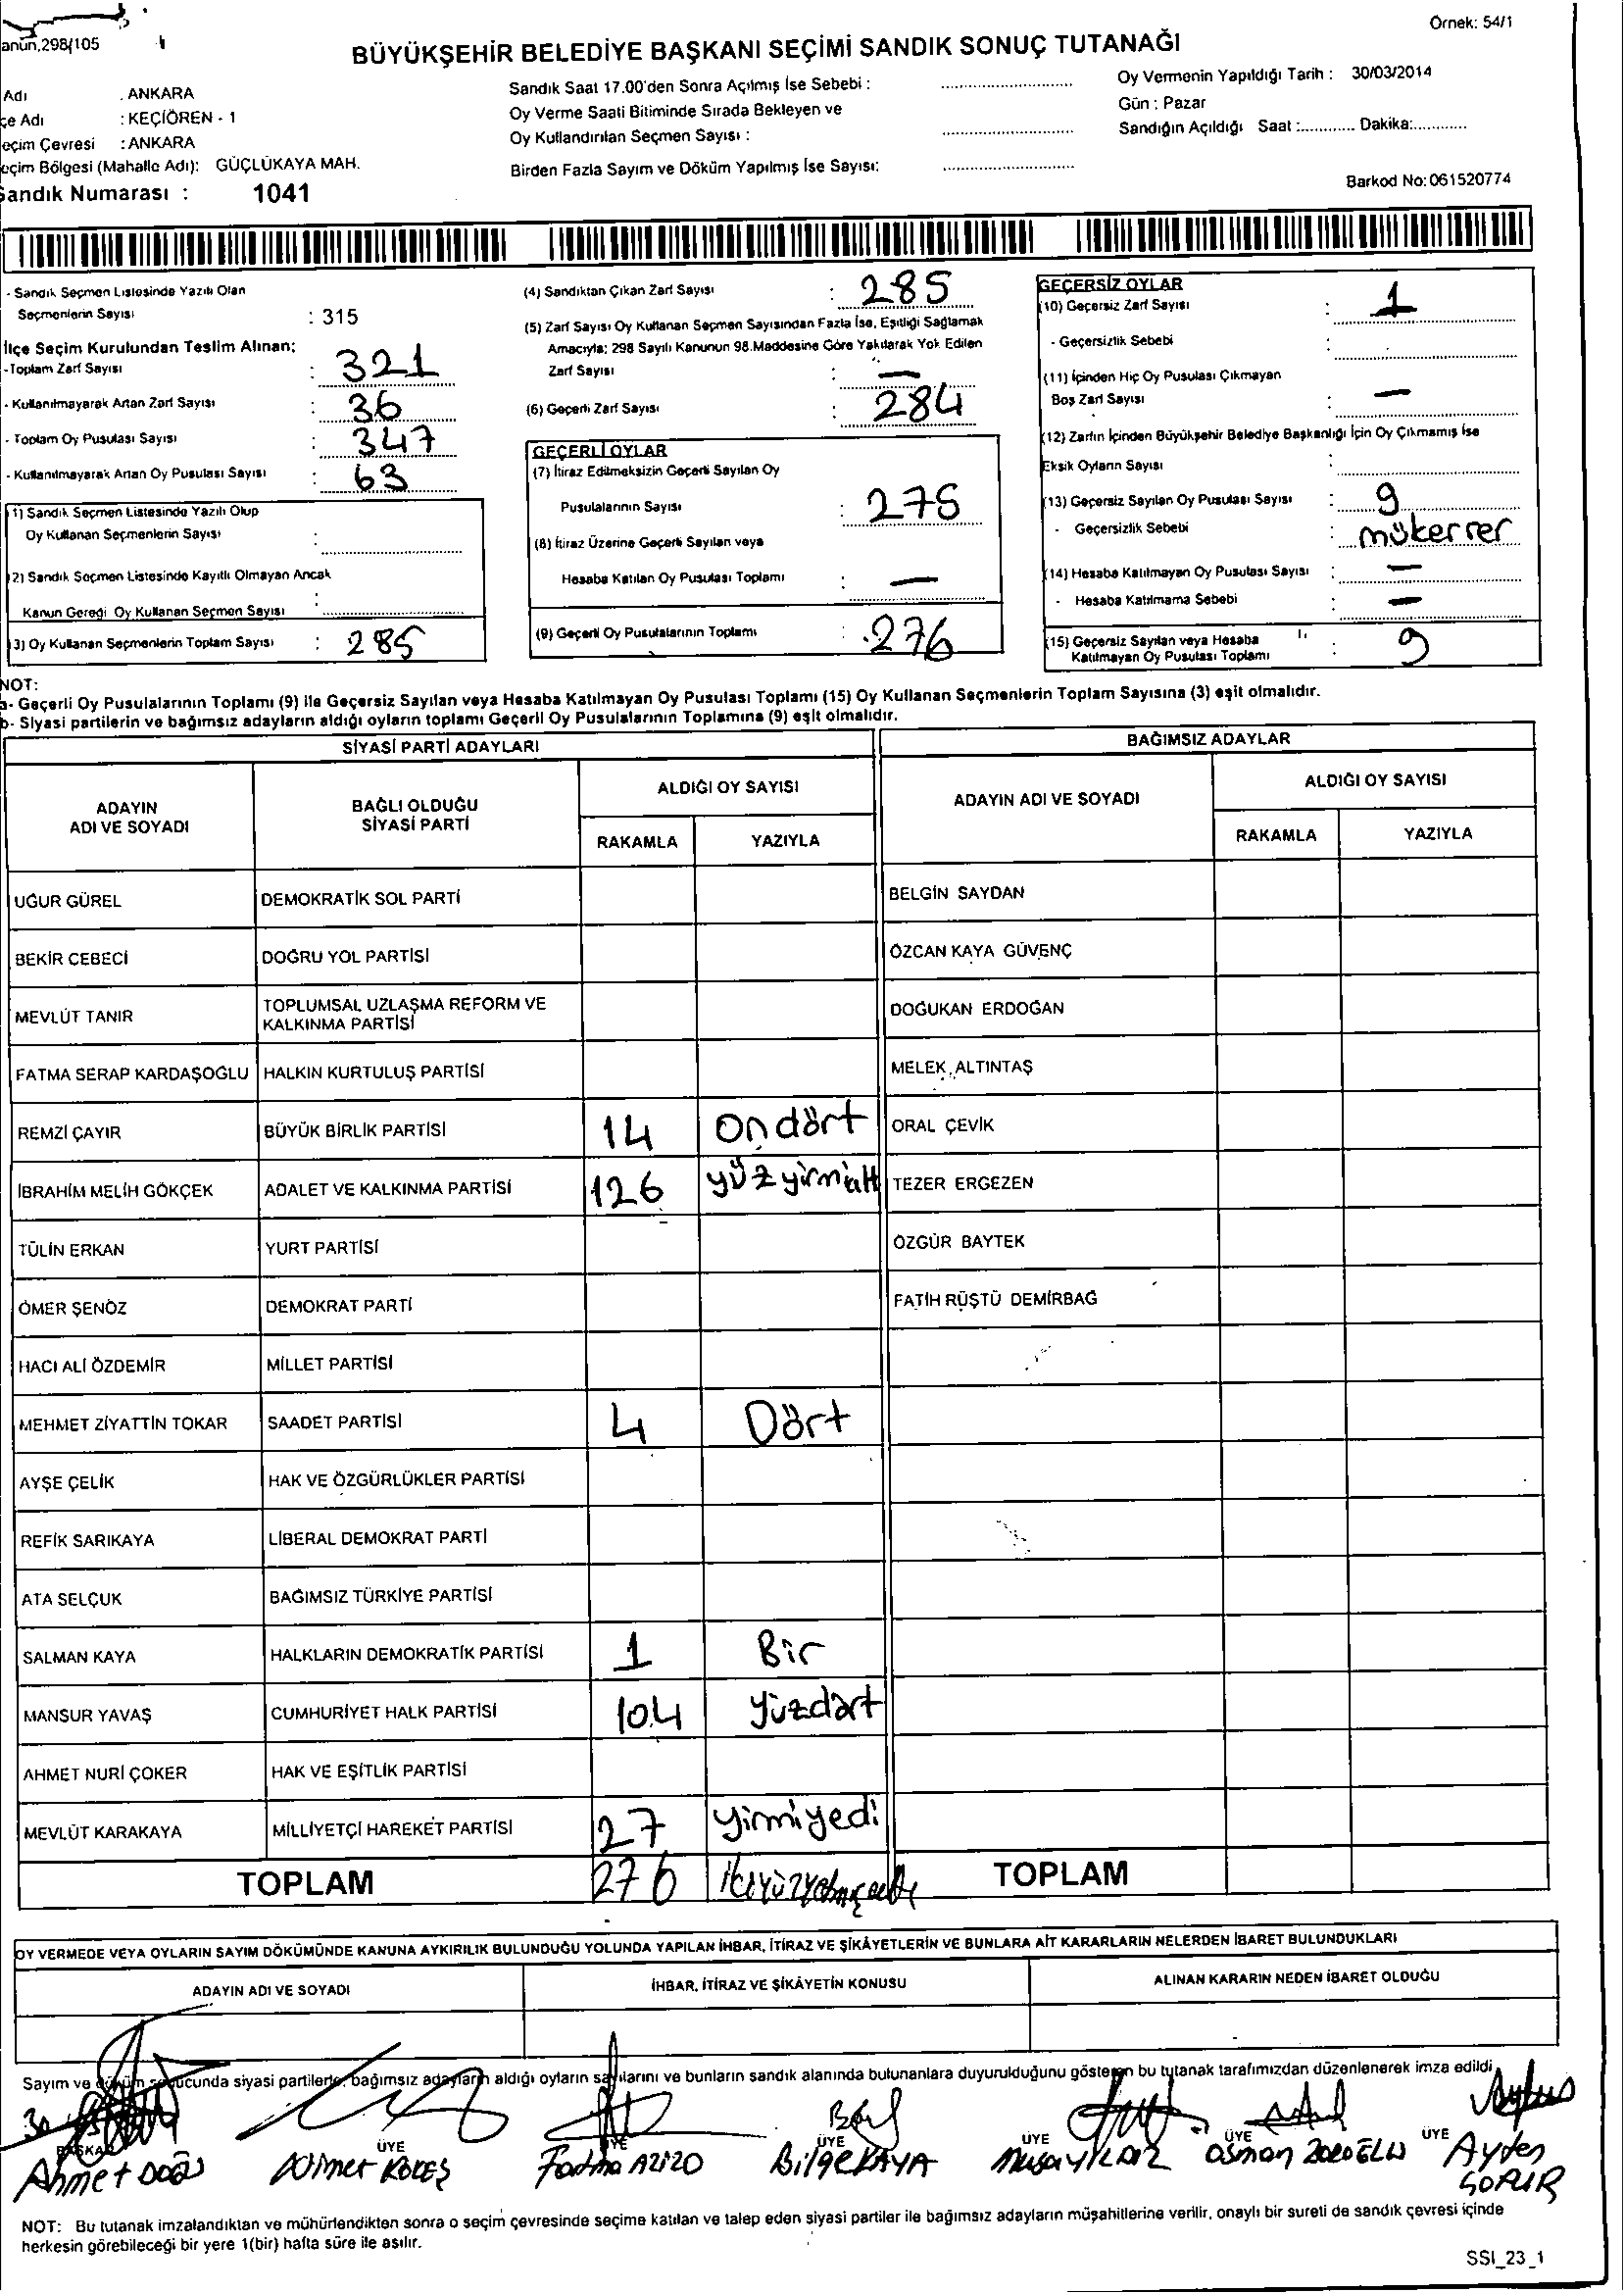 Örnek: 54/1
anun,298/105
BÜYÜKŞEHİR BELEDİYE BAŞKANI SEÇİMİ SANDIK SONUÇ TUTANAĞI
Adı : ANKARA
çe Adı : KEÇİÖREN - 1
eçim Çevresi : ANKARA
eçim Bölgesi (Mahalle Adı): GÜÇLÜKAYA MAH.
Sandık Numarası : 1041
Sandık Saat 17.00'den Sonra Açılmış İse Sebebi :
Oy Verme Saati Bitiminde Sırada Bekleyen ve
Oy Kullandırılan Seçmen Sayısı :
Birden Fazla Sayım ve Döküm Yapılmış İse Sayısı:
Oy Vermenin Yapıldığı Tarih : 30/03/2014
Gün : Pazar
Sandığın Açıldığı Saat :............ Dakika:............
Barkod No: 061520774
- Sandık Seçmen Listesinde Yazılı Olan
Seçmenlerin Sayısı : 315
İlçe Seçim Kurulundan Teslim Alınan;
-Toplam Zarf Sayısı : 321
- Kullanılmayarak Artan Zarf Sayısı : 36
- Toplam Oy Pusulası Sayısı : 347
- Kullanılmayarak Artan Oy Pusulası Sayısı : 63
(1) Sandık Seçmen Listesinde Yazılı Olup
Oy Kullanan Seçmenlerin Sayısı :
(2) Sandık Seçmen Listesinde Kayıtlı Olmayan Ancak
Kanun Gereği Oy Kullanan Seçmen Sayısı :
(3) Oy Kullanan Seçmenlerin Toplam Sayısı : 285
(4) Sandıktan Çıkan Zarf Sayısı : 285
(5) Zarf Sayısı Oy Kullanan Seçmen Sayısından Fazla İse, Eşitliği Sağlamak
Amacıyla; 298 Sayılı Kanunun 98.Maddesine Göre Yakılarak Yok Edilen
Zarf Sayısı : —
(6) Geçerli Zarf Sayısı : 284
GEÇERLİ OYLAR
(7) İtiraz Edilmeksizin Geçerli Sayılan Oy
Pusulalarının Sayısı : 275
(8) İtiraz Üzerine Geçerli Sayılan veya
Hesaba Katılan Oy Pusulası Toplamı : —
(9) Geçerli Oy Pusulalarının Toplamı : 276
GEÇERSİZ OYLAR
(10) Geçersiz Zarf Sayısı : 1
- Geçersizlik Sebebi :
(11) İçinden Hiç Oy Pusulası Çıkmayan
Boş Zarf Sayısı : —
(12) Zarfın İçinden Büyükşehir Belediye Başkanlığı İçin Oy Çıkmamış İse
Eksik Oyların Sayısı :
(13) Geçersiz Sayılan Oy Pusulası Sayısı : 9
- Geçersizlik Sebebi : mükerrer
(14) Hesaba Katılmayan Oy Pusulası Sayısı : —
- Hesaba Katılmama Sebebi : —
(15) Geçersiz Sayılan veya Hesaba
Katılmayan Oy Pusulası Toplamı : 9
NOT:
a- Geçerli Oy Pusulalarının Toplamı (9) ile Geçersiz Sayılan veya Hesaba Katılmayan Oy Pusulası Toplamı (15) Oy Kullanan Seçmenlerin Toplam Sayısına (3) eşit olmalıdır.
b- Siyasi partilerin ve bağımsız adayların aldığı oyların toplamı Geçerli Oy Pusulalarının Toplamına (9) eşit olmalıdır.
SİYASİ PARTİ ADAYLARI BAĞIMSIZ ADAYLAR
ADAYIN ADI VE SOYADI BAĞLI OLDUĞU SİYASİ PARTİ ALDIĞI OY SAYISI ADAYIN ADI VE SOYADI ALDIĞI OY SAYISI
RAKAMLA YAZIYLA RAKAMLA YAZIYLA
UĞUR GÜREL DEMOKRATİK SOL PARTİ BELGİN SAYDAN
BEKİR CEBECİ DOĞRU YOL PARTİSİ ÖZCAN KAYA GÜVENÇ
MEVLÜT TANIR TOPLUMSAL UZLAŞMA REFORM VE KALKINMA PARTİSİ DOĞUKAN ERDOĞAN
FATMA SERAP KARDAŞOĞLU HALKIN KURTULUŞ PARTİSİ MELEK ALTINTAŞ
REMZİ ÇAYIR BÜYÜK BİRLİK PARTİSİ 14 Ondört ORAL ÇEVİK
İBRAHİM MELİH GÖKÇEK ADALET VE KALKINMA PARTİSİ 126 yüzyirmialtı TEZER ERGEZEN
TÜLİN ERKAN YURT PARTİSİ ÖZGÜR BAYTEK
ÖMER ŞENÖZ DEMOKRAT PARTİ FATİH RÜŞTÜ DEMİRBAĞ
HACI ALİ ÖZDEMİR MİLLET PARTİSİ
MEHMET ZİYATTİN TOKAR SAADET PARTİSİ 4 Dört
AYŞE ÇELİK HAK VE ÖZGÜRLÜKLER PARTİSİ
REFİK SARIKAYA LİBERAL DEMOKRAT PARTİ
ATA SELÇUK BAĞIMSIZ TÜRKİYE PARTİSİ
SALMAN KAYA HALKLARIN DEMOKRATİK PARTİSİ 1 Bir
MANSUR YAVAŞ CUMHURİYET HALK PARTİSİ 104 yüzdört
AHMET NURİ ÇOKER HAK VE EŞİTLİK PARTİSİ
MEVLÜT KARAKAYA MİLLİYETÇİ HAREKET PARTİSİ 27 yirmiyedi
TOPLAM 276 TOPLAM
OY VERMEDE VEYA OYLARIN SAYIM DÖKÜMÜNDE KANUNA AYKIRILIK BULUNDUĞU YOLUNDA YAPILAN İHBAR, İTİRAZ VE ŞİKÂYETLERİN VE BUNLARA AİT KARARLARIN NELERDEN İBARET BULUNDUKLARI
ADAYIN ADI VE SOYADI İHBAR, İTİRAZ VE ŞİKÂYETİN KONUSU ALINAN KARARIN NEDEN İBARET OLDUĞU
Sayım ve döküm sonucunda siyasi partilerle, bağımsız adayların aldığı oyların sayılarını ve bunların sandık alanında bulunanlara duyurulduğunu gösteren bu tutanak tarafımızdan düzenlenerek imza edildi.
BAŞKAN ÜYE ÜYE ÜYE ÜYE ÜYE ÜYE
Ahmet Fatma AZIZO Bilge KAYA Musa YILDIZ Osman Ayten
NOT: Bu tutanak imzalandıktan ve mühürlendikten sonra o seçim çevresinde seçime katılan ve talep eden siyasi partiler ile bağımsız adayların müşahitlerine verilir, onaylı bir sureti de sandık çevresi içinde
herkesin görebileceği bir yere 1(bir) hafta süre ile asılır.
SSI_23_1